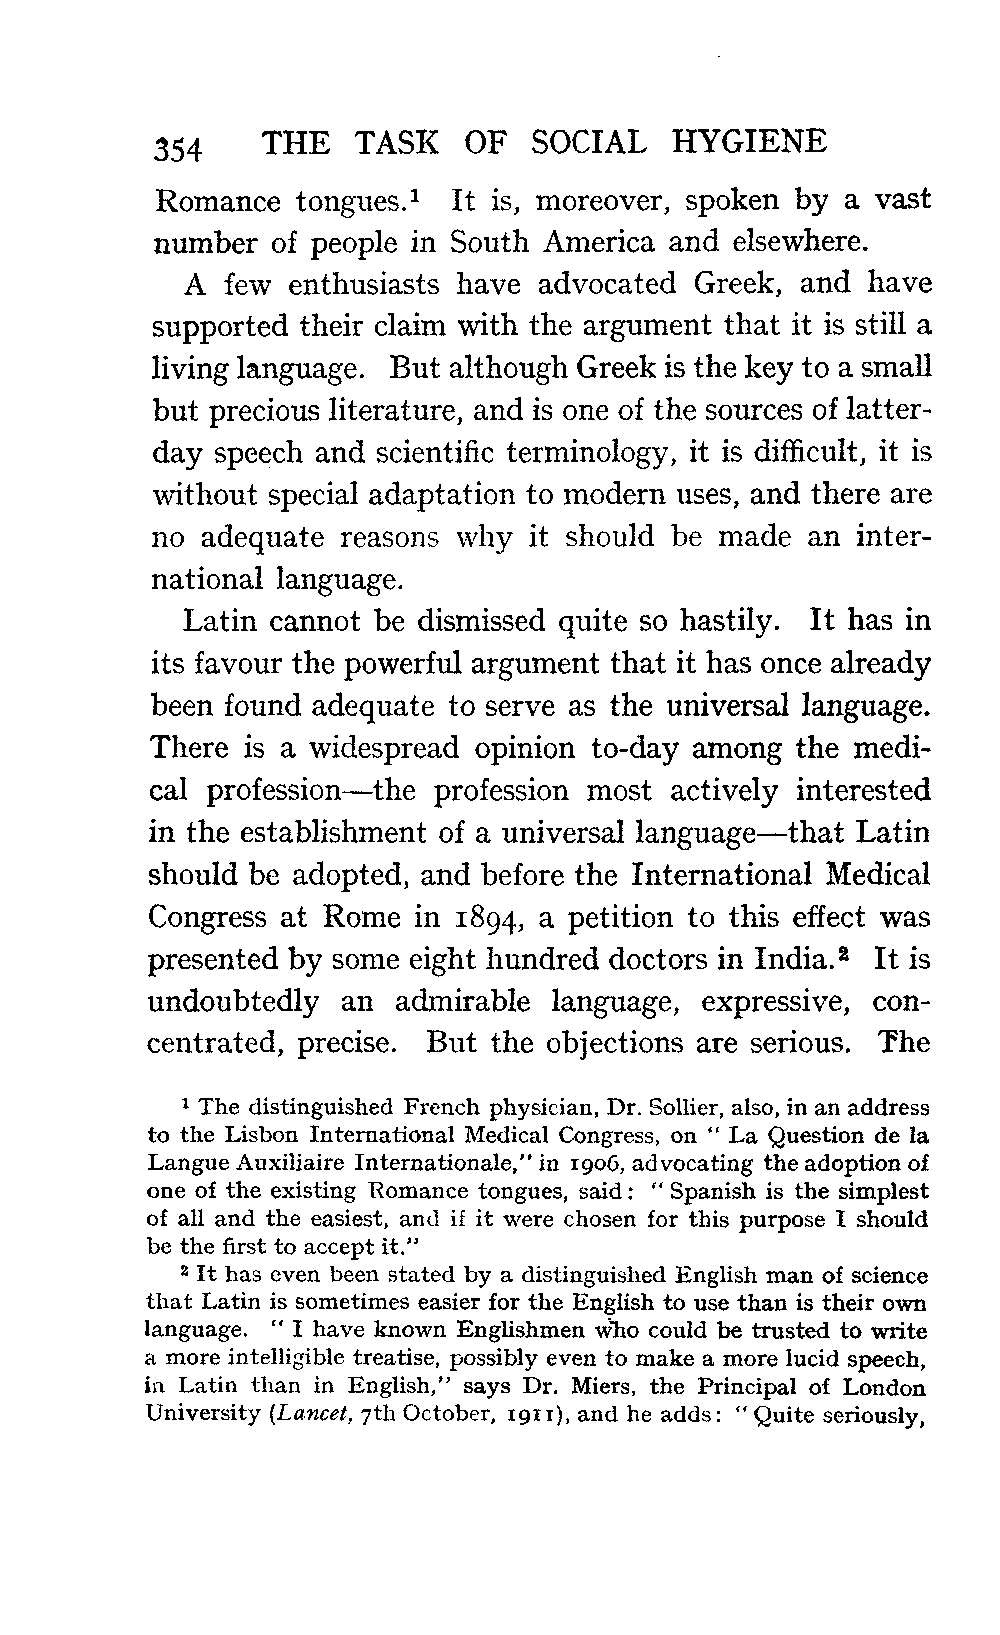 354 THE TASK OF SOCIAL HYGIENE
Romance tongues.¹ It is, moreover, spoken by a vast
number of people in South America and elsewhere.
A few enthusiasts have advocated Greek, and have
supported their claim with the argument that it is still a
living language. But although Greek is the key to a small
but precious literature, and is one of the sources of latter-
day speech and scientific terminology, it is difficult, it is
without special adaptation to modern uses, and there are
no adequate reasons why it should be made an inter-
national language.
Latin cannot be dismissed quite so hastily. It has in
its favour the powerful argument that it has once already
been found adequate to serve as the universal language.
There is a widespread opinion to-day among the medi-
cal profession—the profession most actively interested
in the establishment of a universal language—that Latin
should be adopted, and before the International Medical
Congress at Rome in 1894, a petition to this effect was
presented by some eight hundred doctors in India.² It is
undoubtedly an admirable language, expressive, con-
centrated, precise. But the objections are serious. The
¹ The distinguished French physician, Dr. Sollier, also, in an address
to the Lisbon International Medical Congress, on " La Question de la
Langue Auxiliaire Internationale," in 1906, advocating the adoption of
one of the existing Romance tongues, said: " Spanish is the simplest
of all and the easiest, and if it were chosen for this purpose I should
be the first to accept it."
² It has even been stated by a distinguished English man of science
that Latin is sometimes easier for the English to use than is their own
language. " I have known Englishmen who could be trusted to write
a more intelligible treatise, possibly even to make a more lucid speech,
in Latin than in English," says Dr. Miers, the Principal of London
University (Lancet, 7th October, 1911), and he adds: " Quite seriously,